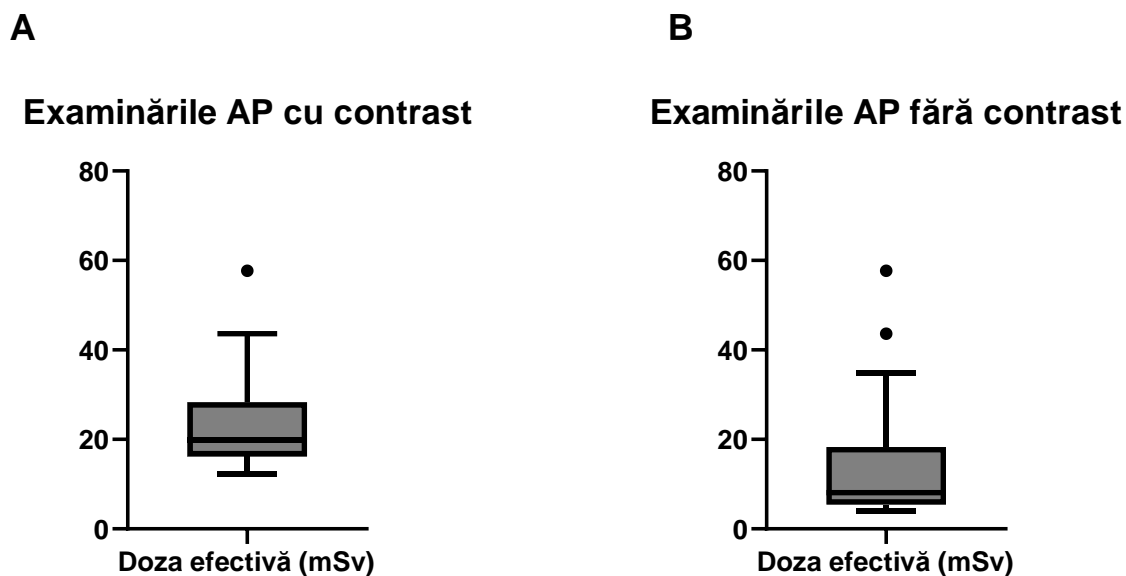 A
Examinările AP cu contrast
80
60
40
20
0
Doza efectivă (mSv)
B
Examinările AP fără contrast
80
60
40
20
0
Doza efectivă (mSv)